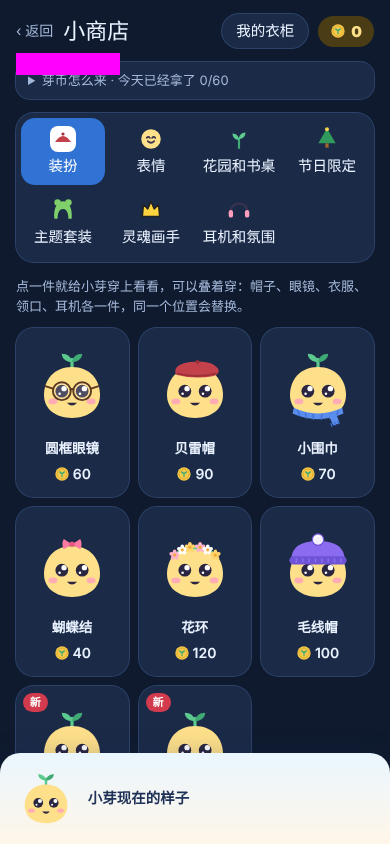 ‹ 返回 小商店 我的衣柜 0
▶ 芽币怎么来 · 今天已经拿了 0/60
装扮 表情 花园和书桌 节日限定
主题套装 灵魂画手 耳机和氛围
点一件就给小芽穿上看看，可以叠着穿：帽子、眼镜、衣服、
领口、耳机各一件，同一个位置会替换。
圆框眼镜 贝雷帽 小围巾
60 90 70
蝴蝶结 花环 毛线帽
40 120 100
新 新
小芽现在的样子